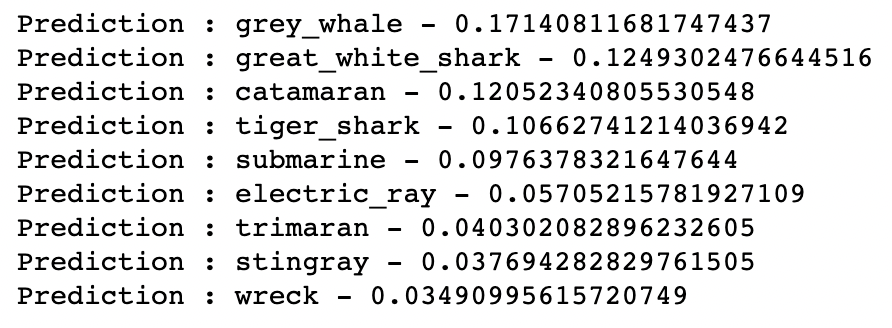 Prediction : grey_whale - 0.17140811681747437
Prediction : great_white_shark - 0.1249302476644516
Prediction : catamaran - 0.12052340805530548
Prediction : tiger_shark - 0.10662741214036942
Prediction : submarine - 0.0976378321647644
Prediction : electric_ray - 0.05705215781927109
Prediction : trimaran - 0.040302082896232605
Prediction : stingray - 0.037694282829761505
Prediction : wreck - 0.03490995615720749